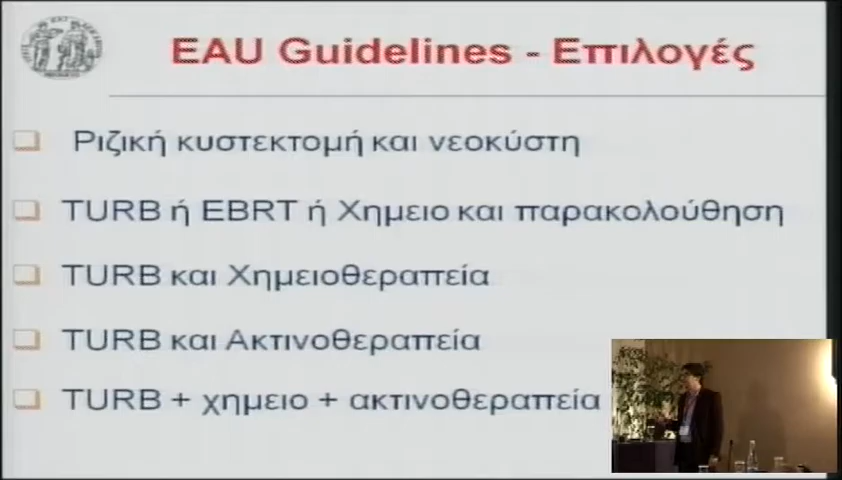 EAU Guidelines - Επιλογές
Ριζική κυστεκτομή και νεοκύστη
TURB ή EBRT ή Χημειο και παρακολούθηση
TURB και Χημειοθεραπεία
TURB και Ακτινοθεραπεία
TURB + χημειο + ακτινοθεραπεία